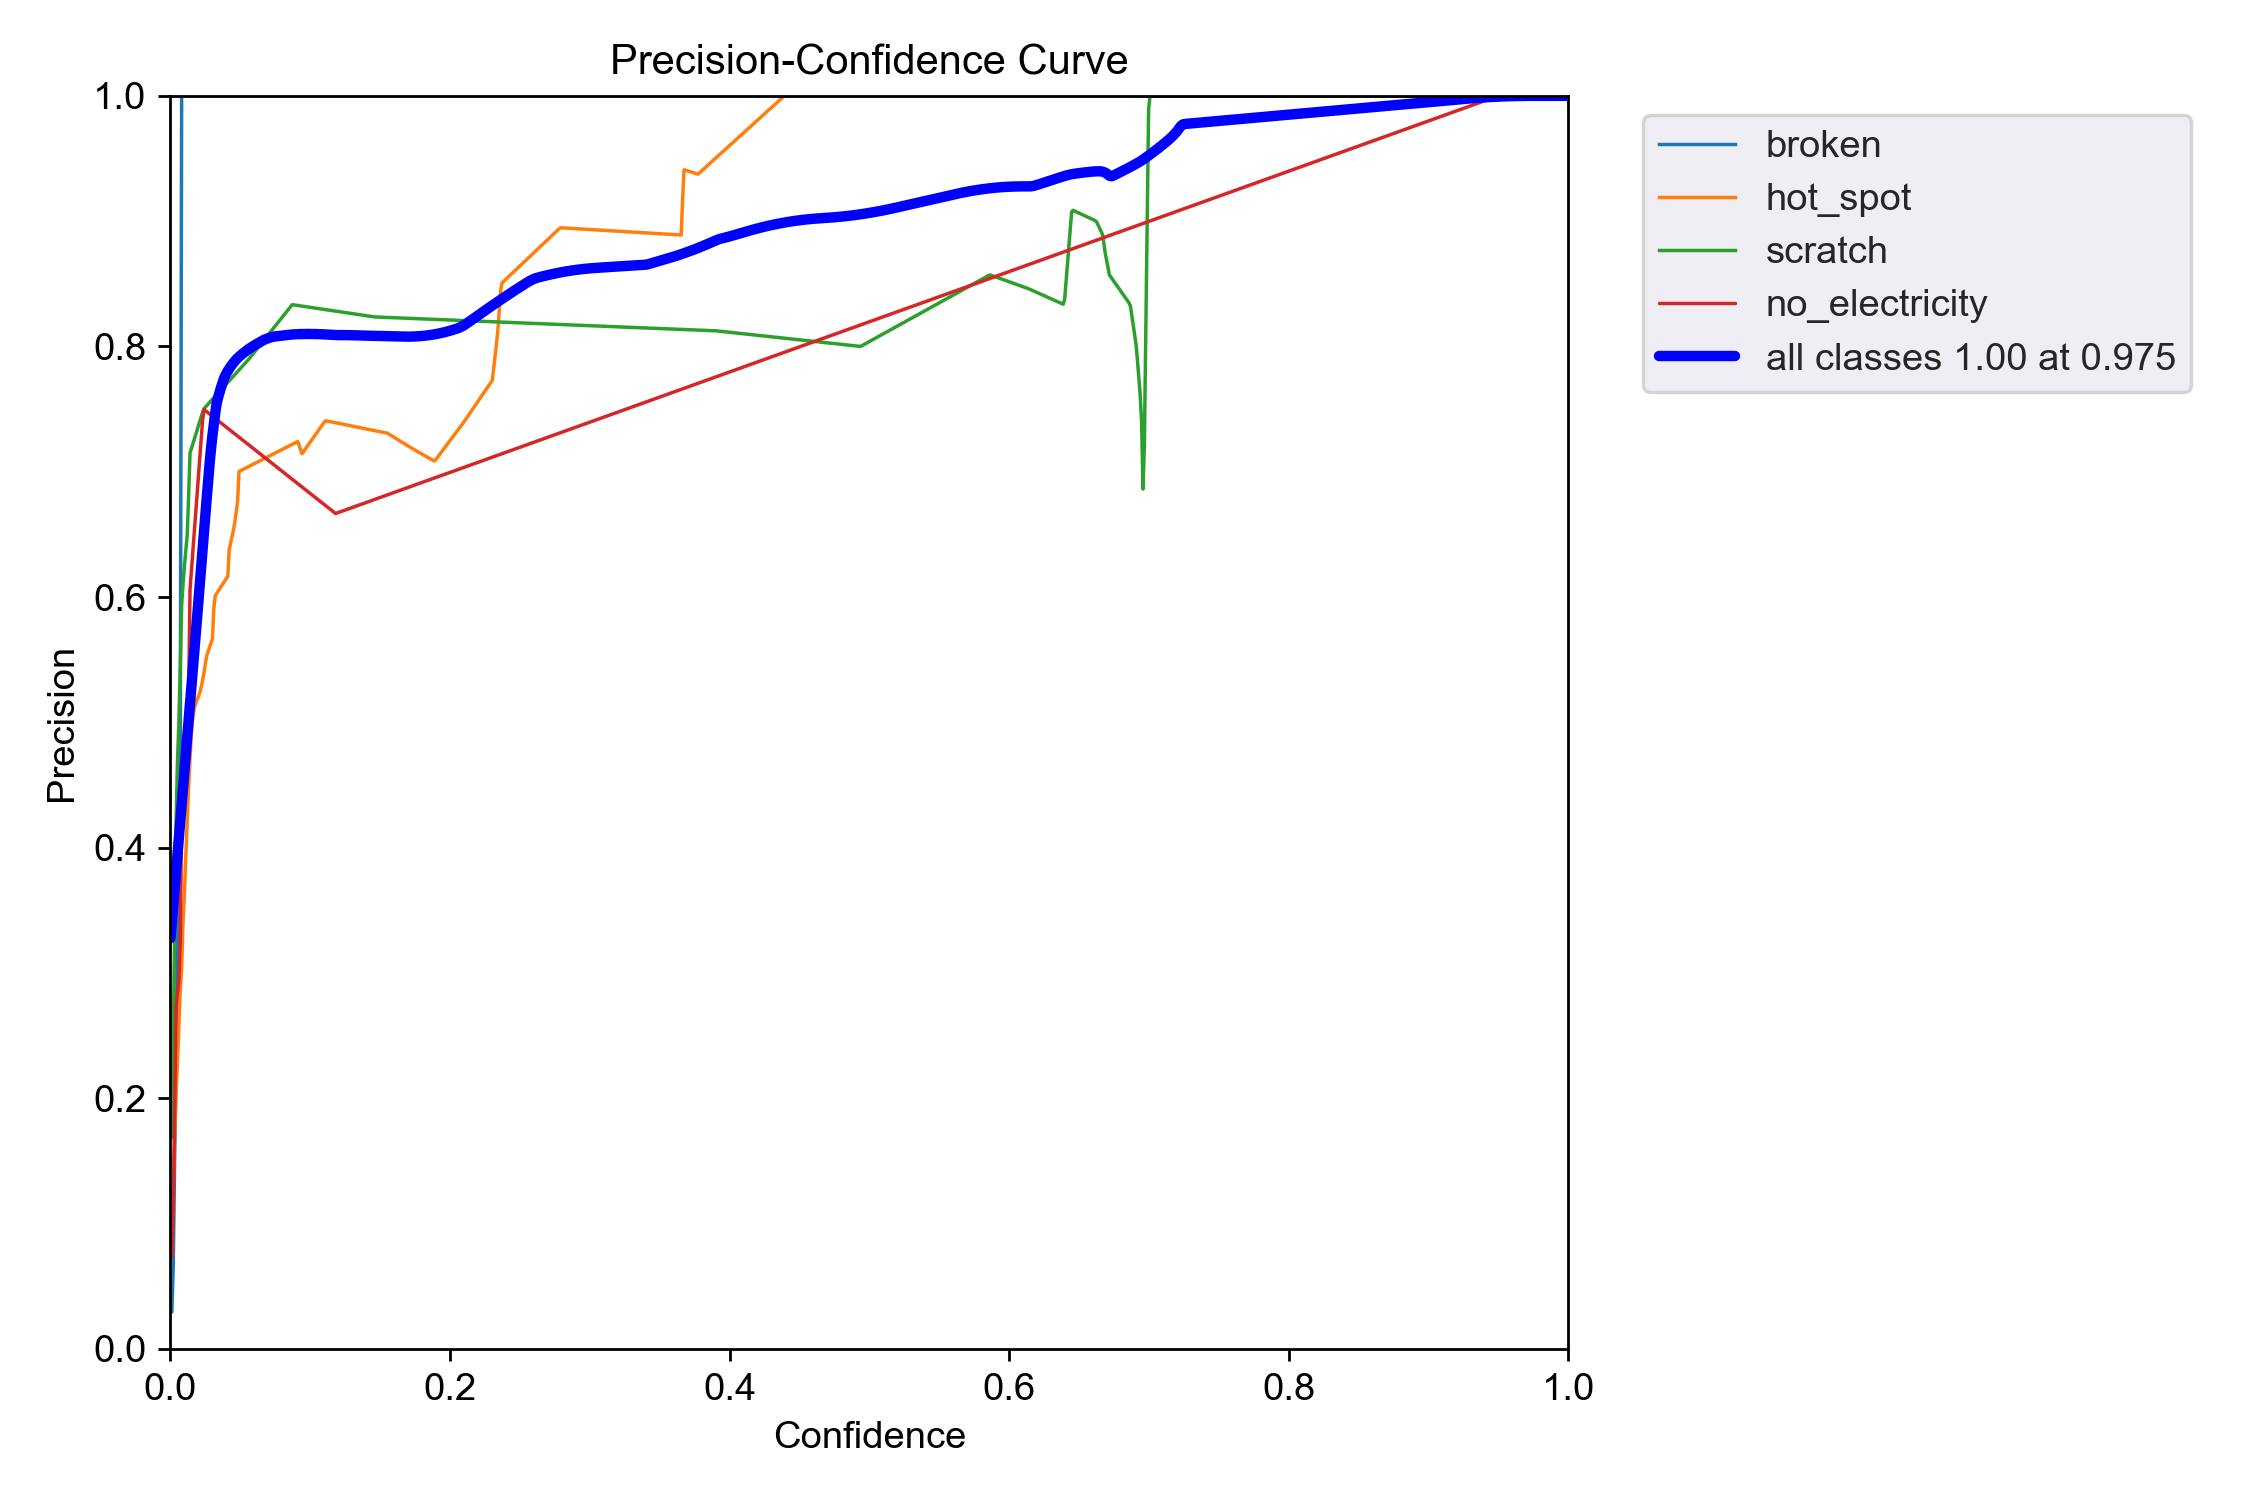 Precision-Confidence Curve
1.0
0.8
0.6
0.4
0.2
0.0
Precision
0.0 0.2 0.4 0.6 0.8 1.0
Confidence
broken
hot_spot
scratch
no_electricity
all classes 1.00 at 0.975